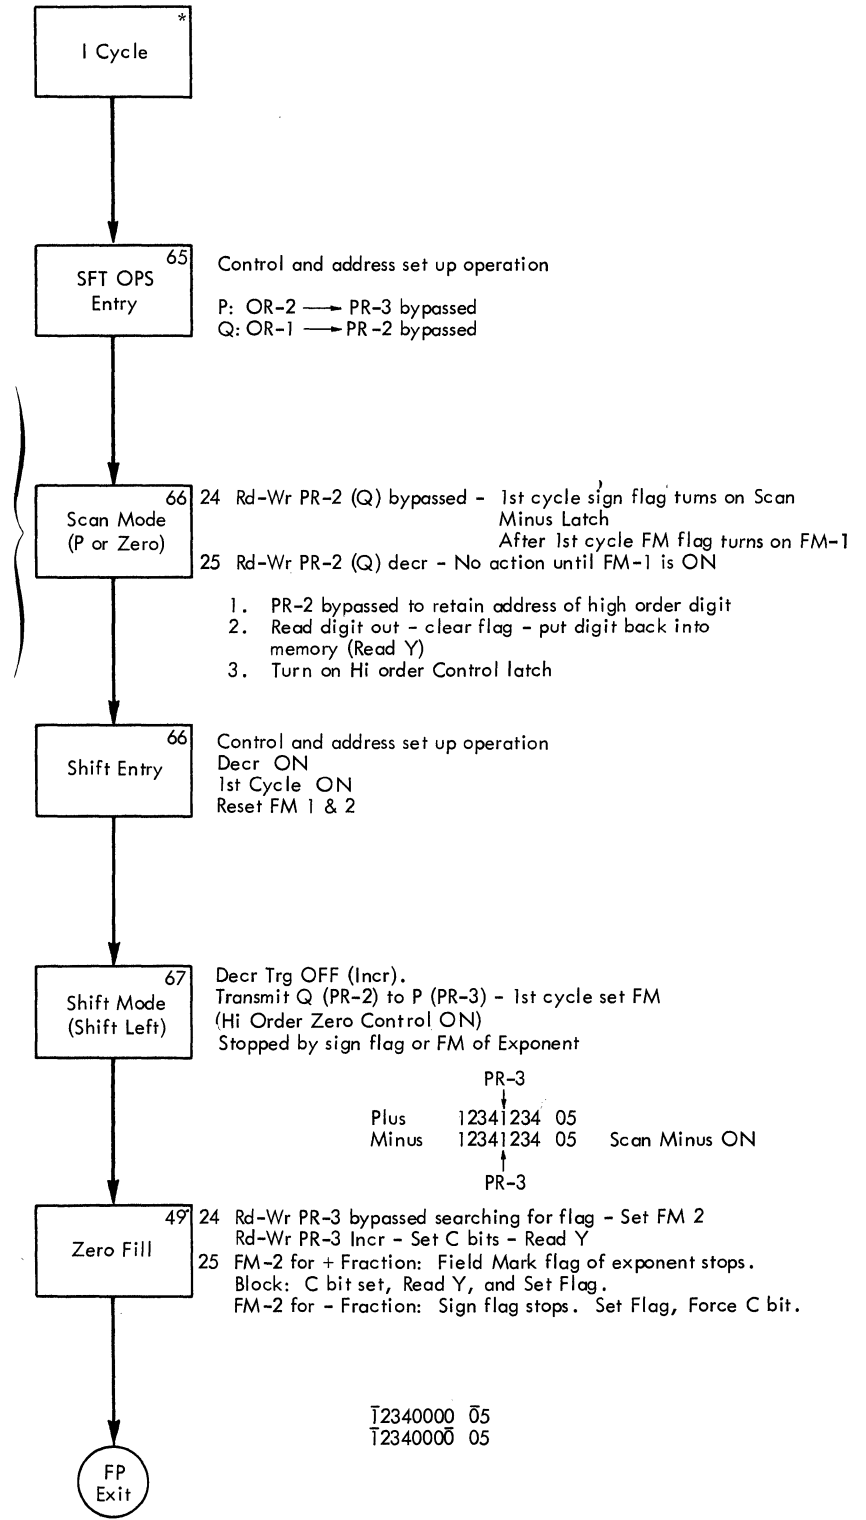 *
I Cycle
65
SFT OPS
Entry
Control and address set up operation
P: OR-2 → PR-3 bypassed
Q: OR-1 → PR-2 bypassed
66
Scan Mode
(P or Zero)
24 Rd-Wr PR-2 (Q) bypassed - 1st cycle sign flag turns on Scan
Minus Latch
After 1st cycle FM flag turns on FM-1
25 Rd-Wr PR-2 (Q) decr - No action until FM-1 is ON
1. PR-2 bypassed to retain address of high order digit
2. Read digit out - clear flag - put digit back into
memory (Read Y)
3. Turn on Hi order Control latch
66
Shift Entry
Control and address set up operation
Decr ON
1st Cycle ON
Reset FM 1 & 2
67
Shift Mode
(Shift Left)
Decr Trg OFF (Incr).
Transmit Q (PR-2) to P (PR-3) - 1st cycle set FM
(Hi Order Zero Control ON)
Stopped by sign flag or FM of Exponent
PR-3
Plus 12341234 05
Minus 12341234 05 Scan Minus ON
PR-3
49
Zero Fill
24 Rd-Wr PR-3 bypassed searching for flag - Set FM 2
Rd-Wr PR-3 Incr - Set C bits - Read Y
25 FM-2 for + Fraction: Field Mark flag of exponent stops.
Block: C bit set, Read Y, and Set Flag.
FM-2 for - Fraction: Sign flag stops. Set Flag, Force C bit.
1̅2340000 0̅5
1̅2340000̅ 05
FP
Exit